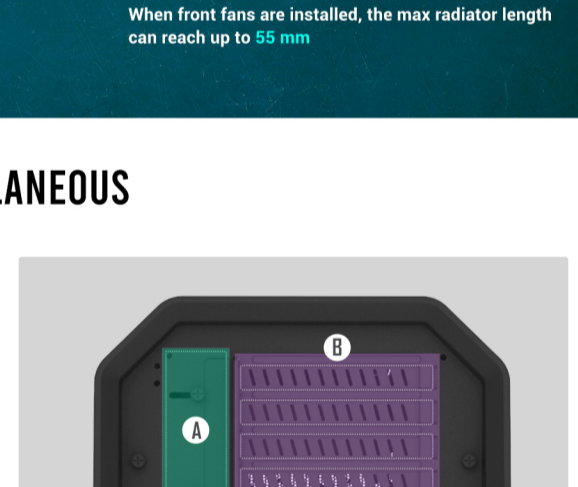 When front fans are installed, the max radiator length
can reach up to 55 mm
LANEOUS
B
A